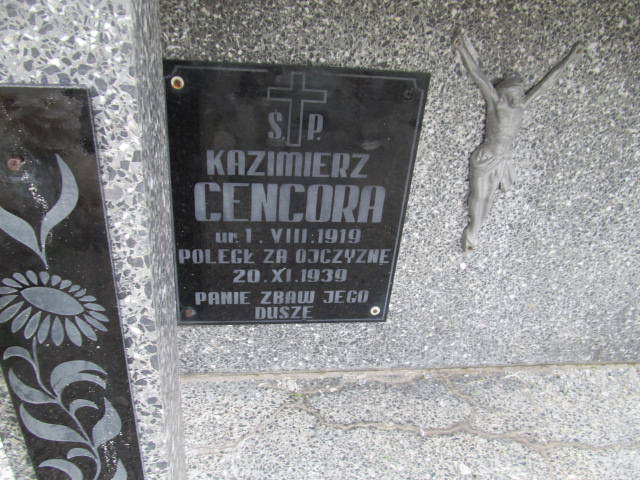 Ś. P.
KAZIMIERZ
CENCORA
ur. 1. VIII. 1919
POLEGŁ ZA OJCZYZNĘ
20. XI. 1939
PANIE ZBAW JEGO
DUSZĘ